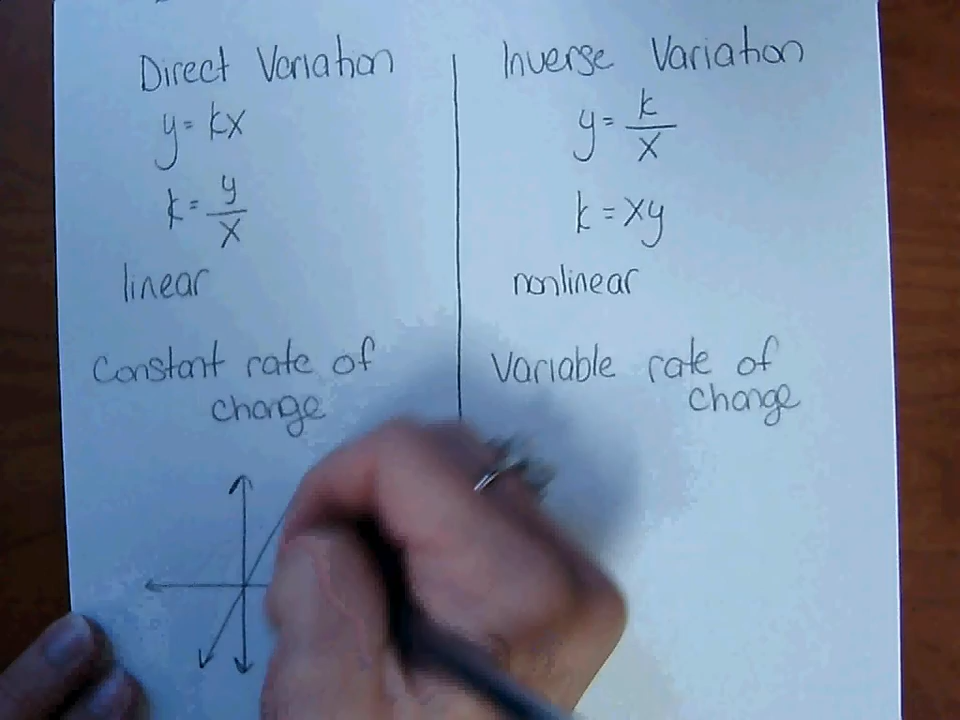 Direct Variation
y = kx
k = y/x
linear
Constant rate of
change
Inverse Variation
y = k/x
k = xy
nonlinear
Variable rate of
change